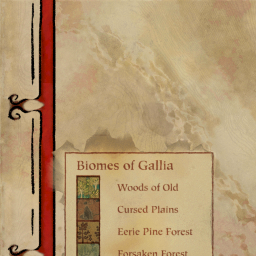 Biomes of Gallia
Woods of Old
Cursed Plains
Eerie Pine Forest
Forsaken Forest